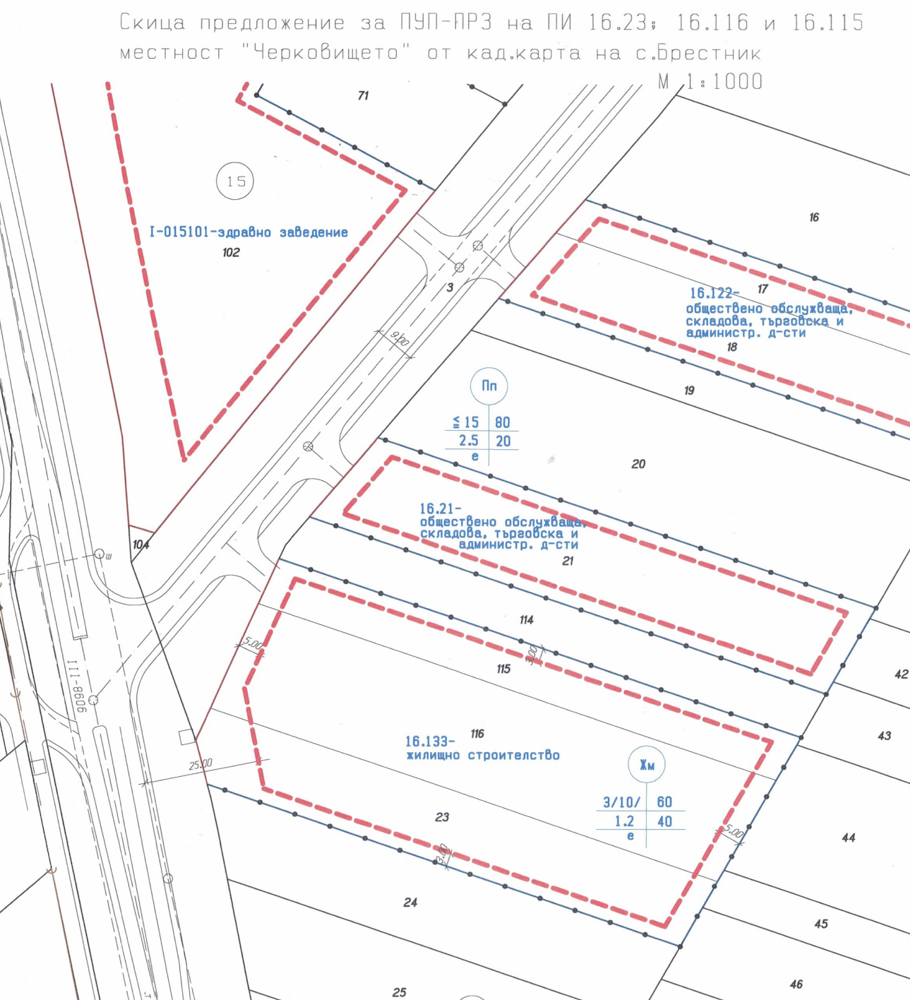 Скица предложение за ПУП-ПРЗ на ПИ 16.23; 16.116 и 16.115
местност "Черковището" от кад.карта на с.Брестник
М 1:1000
71
15
16
I-015101-здравно заведение
102
3
17
16.122-
обществено обслужваща,
складова, търговска и
администр. д-сти
18
9.00
19
Пп
≤15 80
2.5 20
е
20
16.21-
обществено обслужваща,
складова, търговска и
администр. д-сти
104
ш
21
114
5.00
3.00
115
42
III-8606
116
43
16.133-
жилищно строителство
25.00
Жм
3/10/ 60
1.2 40
е
23
5.00
44
3.00
24
45
46
25